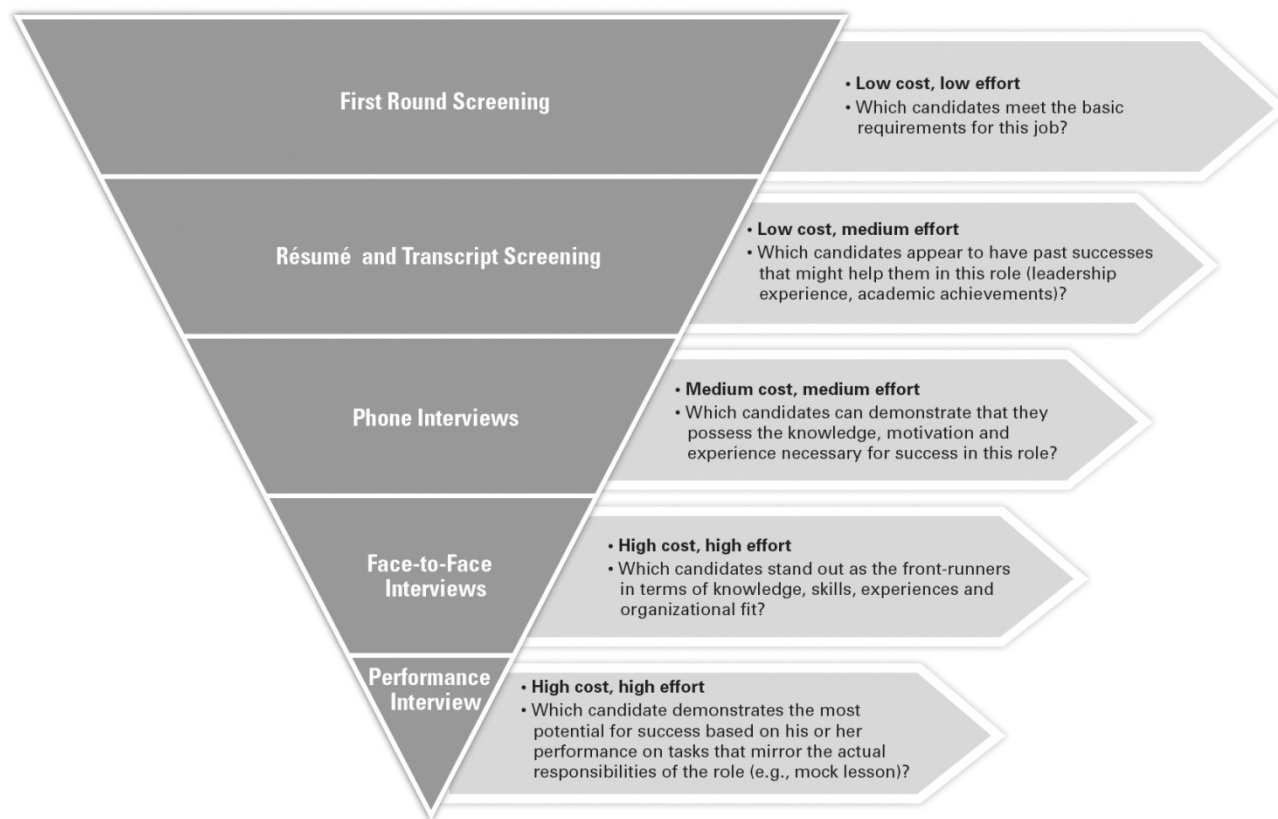 First Round Screening
• Low cost, low effort
• Which candidates meet the basic
requirements for this job?
Résumé and Transcript Screening
• Low cost, medium effort
• Which candidates appear to have past successes
that might help them in this role (leadership
experience, academic achievements)?
Phone Interviews
• Medium cost, medium effort
• Which candidates can demonstrate that they
possess the knowledge, motivation and
experience necessary for success in this role?
Face-to-Face
Interviews
• High cost, high effort
• Which candidates stand out as the front-runners
in terms of knowledge, skills, experiences and
organizational fit?
Performance
Interview
• High cost, high effort
• Which candidate demonstrates the most
potential for success based on his or her
performance on tasks that mirror the actual
responsibilities of the role (e.g., mock lesson)?